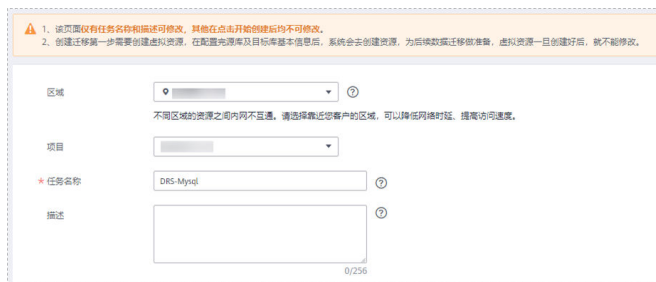 1、该页面仅有任务名称和描述可修改，其他在点击开始创建后均不可修改。
2、创建迁移第一步需要创建虚拟资源，在配置完源库及目标库基本信息后，系统会去创建资源，为后续数据迁移做准备，虚拟资源一旦创建好后，就不能修改。
区域
不同区域的资源之间内网不互通。请选择靠近您客户的区域，可以降低网络时延、提高访问速度。
项目
* 任务名称 DRS-Mysql
描述
0/256